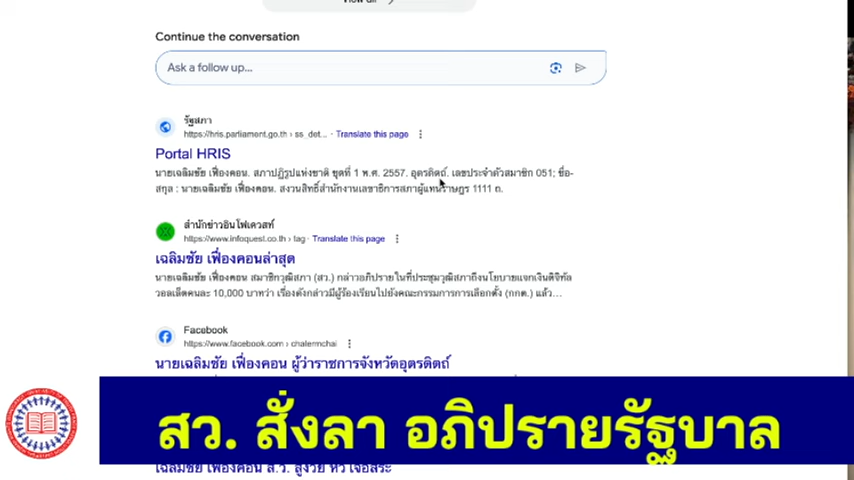 Continue the conversation
Ask a follow up...
รัฐสภา
https://hris.parliament.go.th › ss_det... · Translate this page
Portal HRIS
นายเฉลิมชัย เฟื่องคอน. สภาปฏิรูปแห่งชาติ ชุดที่ 1 พ.ศ. 2557. อุตรดิตถ์. เลขประจำตัวสมาชิก 051; ชื่อ-
สกุล : นายเฉลิมชัย เฟื่องคอน. สงวนสิทธิ์สำนักงานเลขาธิการสภาผู้แทนราษฎร 1111 ถ.
สำนักข่าวอินโฟเควสท์
https://www.infoquest.co.th › tag · Translate this page
เฉลิมชัย เฟื่องคอนล่าสุด
นายเฉลิมชัย เฟื่องคอน สมาชิกวุฒิสภา (สว.) กล่าวอภิปรายในที่ประชุมวุฒิสภาถึงนโยบายแจกเงินดิจิทัล
วอลเล็ตคนละ 10,000 บาทว่า เรื่องดังกล่าวมีผู้ร้องเรียนไปยังคณะกรรมการการเลือกตั้ง (กกต.) แล้ว...
Facebook
https://www.facebook.com › chalermchai
นายเฉลิมชัย เฟื่องคอน ผู้ว่าราชการจังหวัดอุตรดิตถ์
สว. สั่งลา อภิปรายรัฐบาล